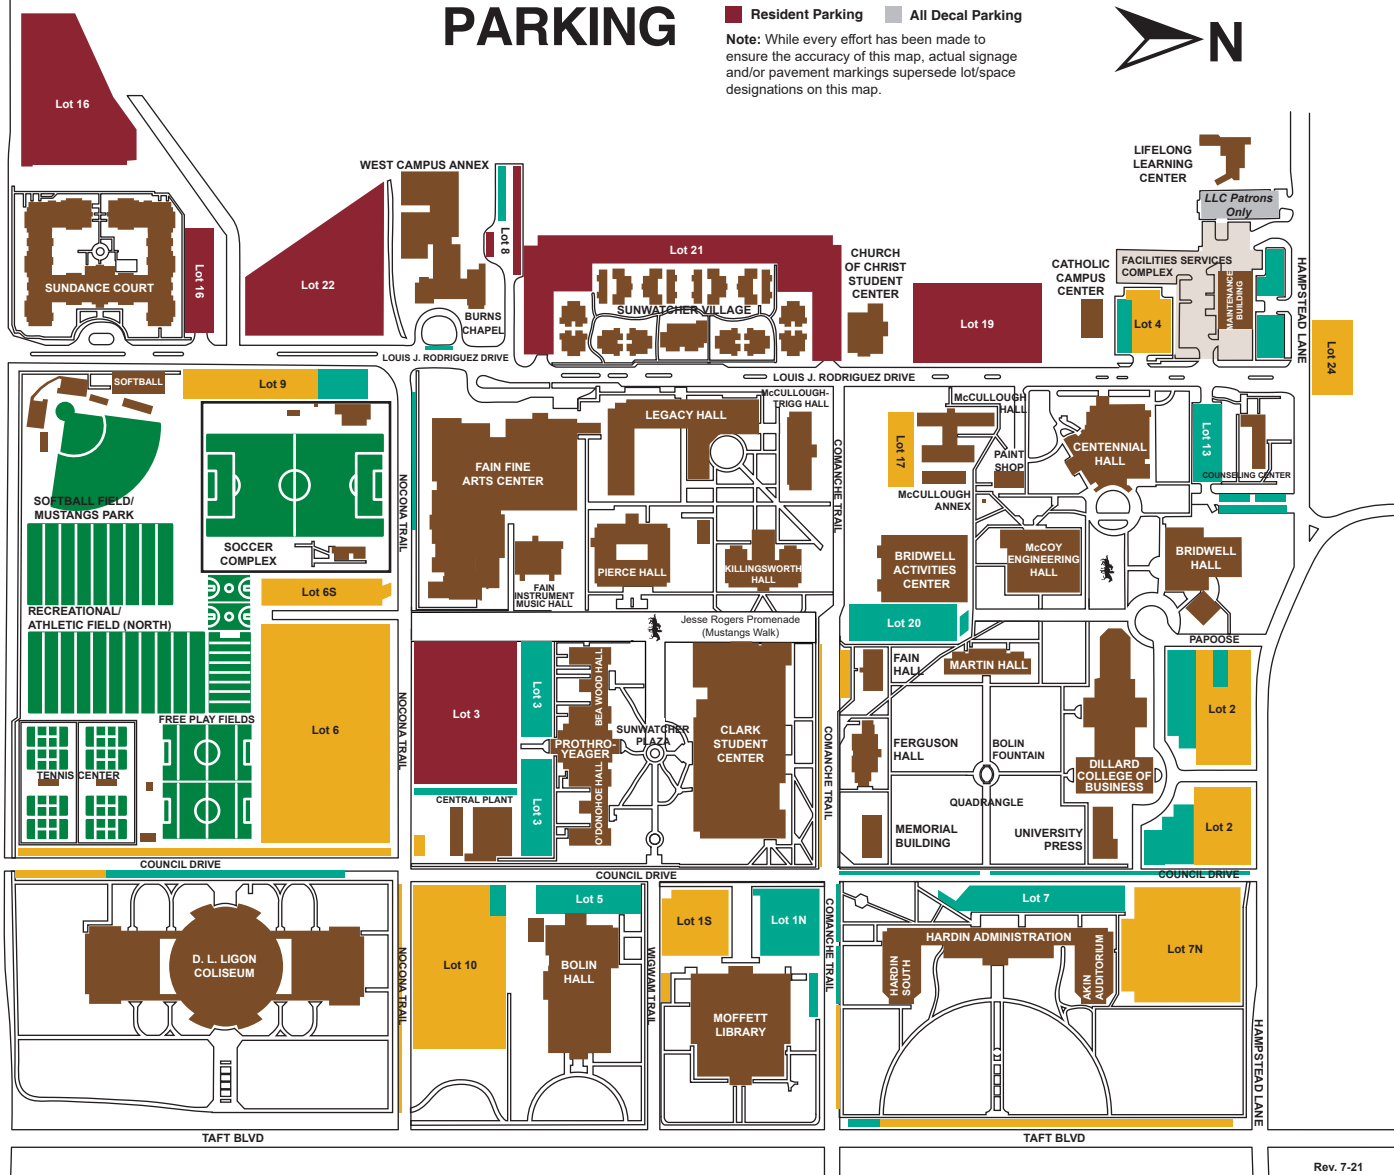 PARKING
Resident Parking
All Decal Parking
Note: While every effort has been made to
ensure the accuracy of this map, actual signage
and/or pavement markings supersede lot/space
designations on this map.
N
Lot 16
LIFELONG
LEARNING
CENTER
WEST CAMPUS ANNEX
LLC Patrons
Only
Lot 8
Lot 21
CHURCH
OF CHRIST
STUDENT
CENTER
CATHOLIC
CAMPUS
CENTER
FACILITIES SERVICES
COMPLEX
MAINTENANCE
BUILDING
HAMPSTEAD LANE
SUNDANCE COURT
Lot 16
Lot 22
BURNS
CHAPEL
SUNWATCHER VILLAGE
Lot 19
Lot 4
Lot 24
LOUIS J. RODRIGUEZ DRIVE
LOUIS J. RODRIGUEZ DRIVE
SOFTBALL
Lot 9
McCULLOUGH-
TRIGG HALL
McCULLOUGH
HALL
LEGACY HALL
FAIN FINE
ARTS CENTER
COMANCHE TRAIL
Lot 17
PAINT
SHOP
CENTENNIAL
HALL
Lot 13
COUNSELING CENTER
McCULLOUGH
ANNEX
SOFTBALL FIELD/
MUSTANGS PARK
NOCONA TRAIL
SOCCER
COMPLEX
PIERCE HALL
KILLINGSWORTH
HALL
FAIN
INSTRUMENT
MUSIC HALL
BRIDWELL
ACTIVITIES
CENTER
McCOY
ENGINEERING
HALL
BRIDWELL
HALL
Lot 6S
RECREATIONAL/
ATHLETIC FIELD (NORTH)
Jesse Rogers Promenade
(Mustangs Walk)
Lot 20
PAPOOSE
FAIN
HALL
MARTIN HALL
Lot 3
Lot 3
BEA WOOD HALL
FREE PLAY FIELDS
Lot 6
NOCONA TRAIL
SUNWATCHER
PLAZA
CLARK
STUDENT
CENTER
PROTHRO-
YEAGER
COMANCHE TRAIL
FERGUSON
HALL
BOLIN
FOUNTAIN
Lot 2
DILLARD
COLLEGE OF
BUSINESS
TENNIS CENTER
CENTRAL PLANT
Lot 3
O'DONOHOE HALL
QUADRANGLE
MEMORIAL
BUILDING
UNIVERSITY
PRESS
Lot 2
COUNCIL DRIVE
COUNCIL DRIVE
COUNCIL DRIVE
Lot 5
Lot 1S
Lot 1N
Lot 7
D. L. LIGON
COLISEUM
NOCONA TRAIL
Lot 10
BOLIN
HALL
WIGWAM TRAIL
COMANCHE TRAIL
HARDIN ADMINISTRATION
HARDIN
SOUTH
AKIN
AUDITORIUM
Lot 7N
MOFFETT
LIBRARY
HAMPSTEAD LANE
TAFT BLVD
TAFT BLVD
Rev. 7-21